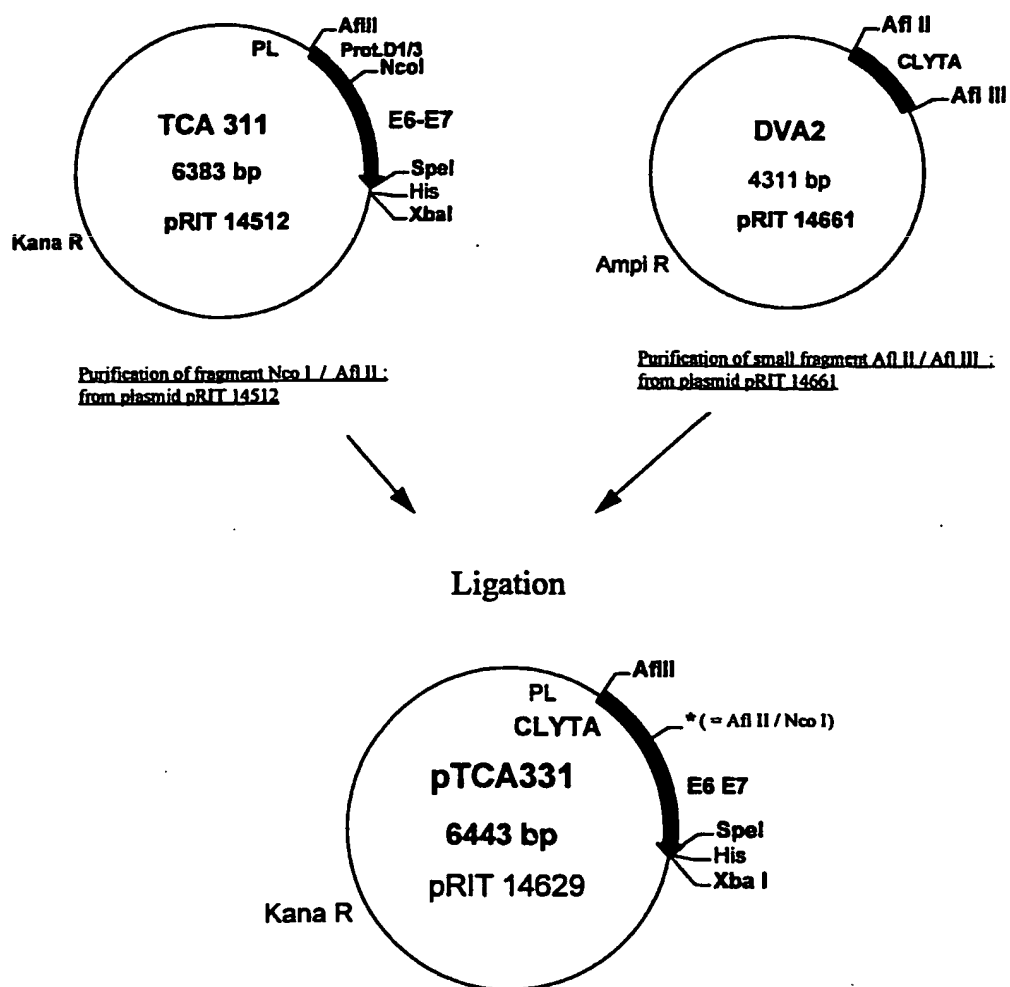 AflII
PL
Prot.D1/3
NcoI
E6-E7
TCA 311
6383 bp
pRIT 14512
SpeI
His
XbaI
Kana R
Afl II
CLYTA
Afl III
DVA2
4311 bp
pRIT 14661
Ampi R
Purification of fragment Nco I / Afl II :
from plasmid pRIT 14512
Purification of small fragment Afl II / Afl III :
from plasmid pRIT 14661
Ligation
AflII
PL
CLYTA
* ( = Afl II / Nco I)
pTCA331
E6 E7
6443 bp
SpeI
His
Xba I
pRIT 14629
Kana R